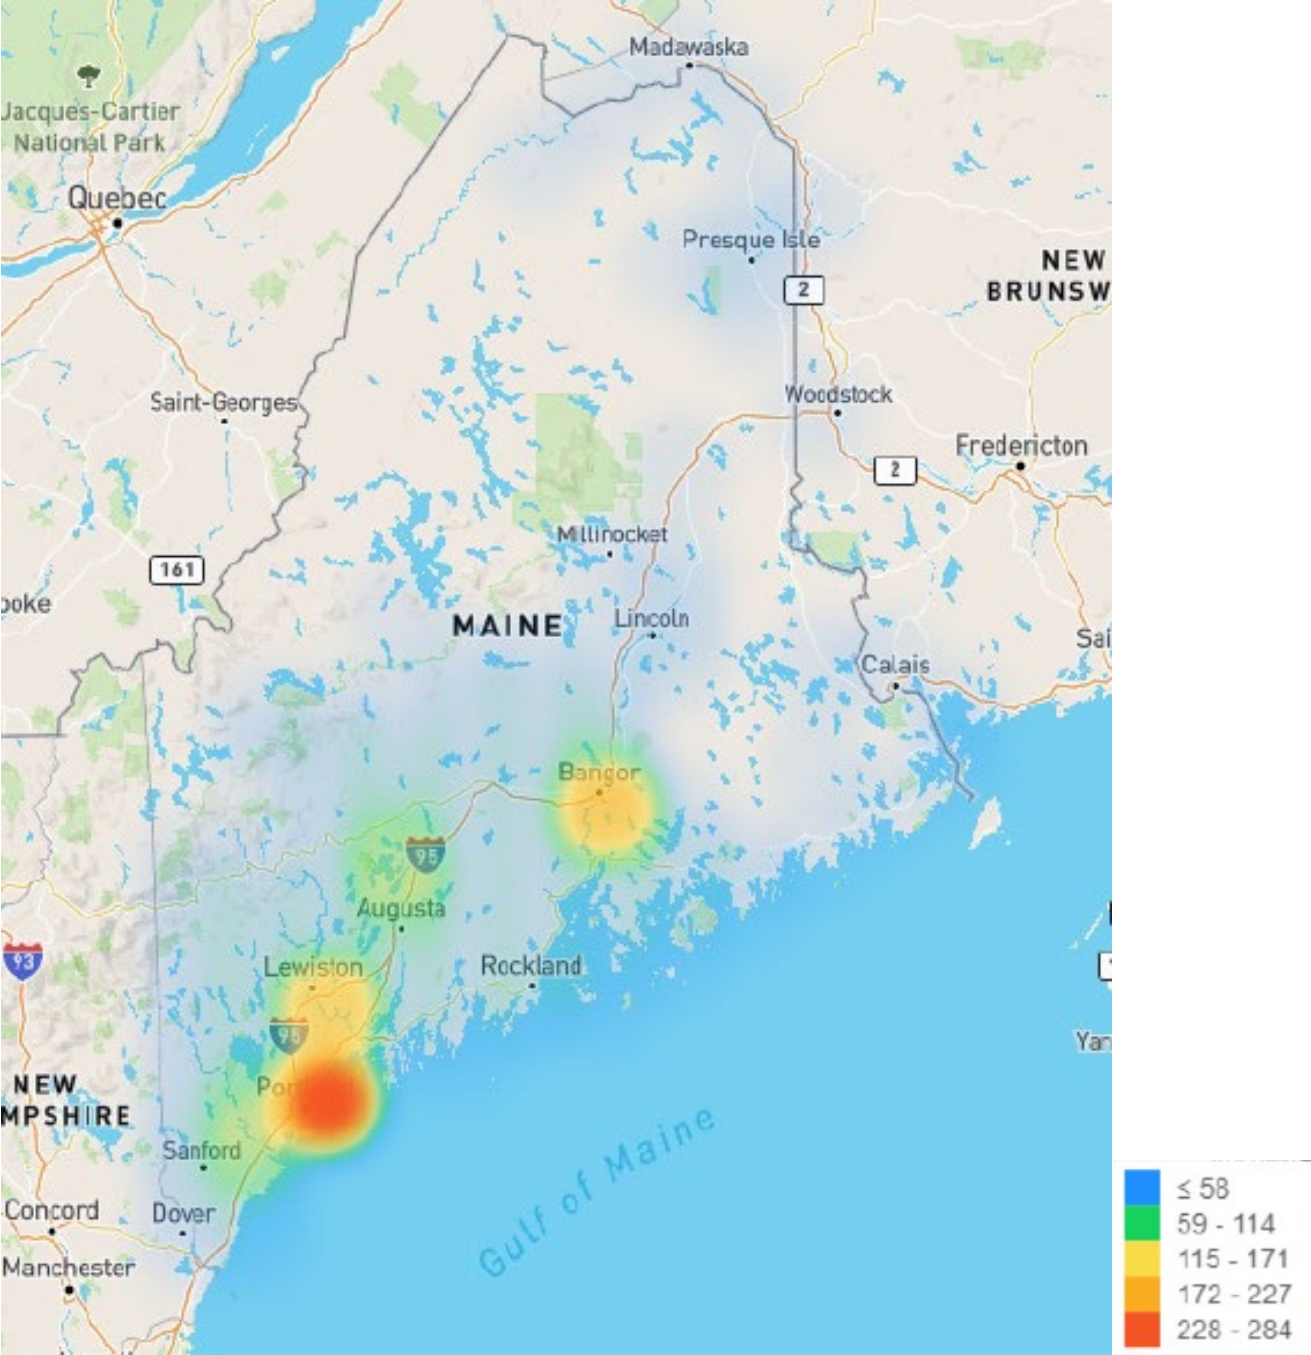 Madawaska
Jacques-Cartier
National Park
Quebec
Presque Isle
NEW
BRUNSW
2
Saint-Georges
Woodstock
Fredericton
2
Millinocket
161
ooke
Lincoln
MAINE
Sai
Calais
Bangor
95
Augusta
93
Lewiston
Rockland
95
Yar
NEW
MPSHIRE
Por
Gulf of Maine
Sanford
Concord
Dover
Manchester
≤ 58
59 - 114
115 - 171
172 - 227
228 - 284